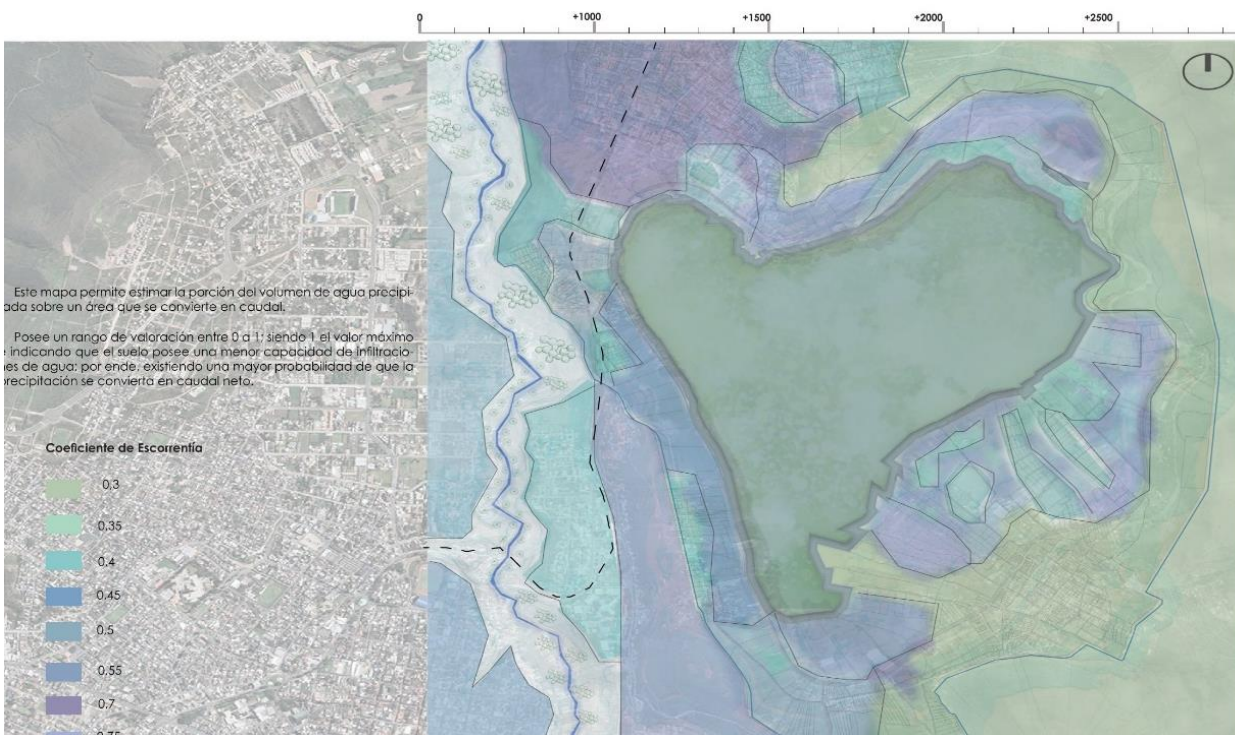 0 +1000 +1500 +2000 +2500
Este mapa permite estimar la porción del volumen de agua precipi-
ada sobre un área que se convierte en caudal.
Posee un rango de valoración entre 0 a 1; siendo 1 el valor máximo
e indicando que el suelo posee una menor capacidad de infiltracio-
nes de agua; por ende, existiendo una mayor probabilidad de que la
precipitación se convierta en caudal neto.
Coeficiente de Escorrentía
0,3
0,35
0,4
0,45
0,5
0,55
0,7
0,75